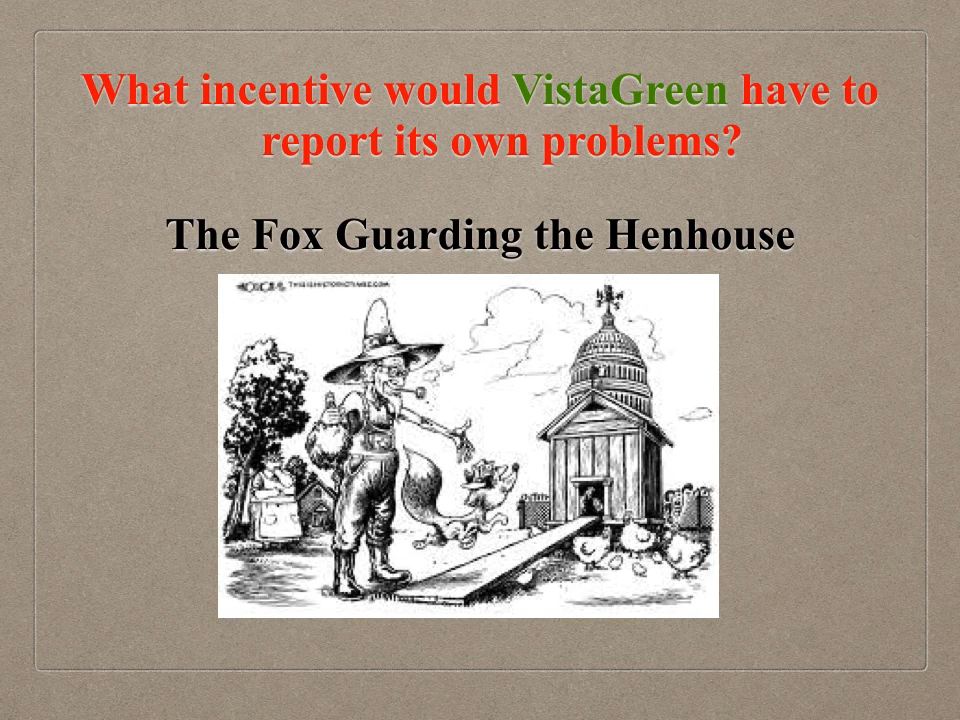 What incentive would VistaGreen have to
report its own problems?
The Fox Guarding the Henhouse